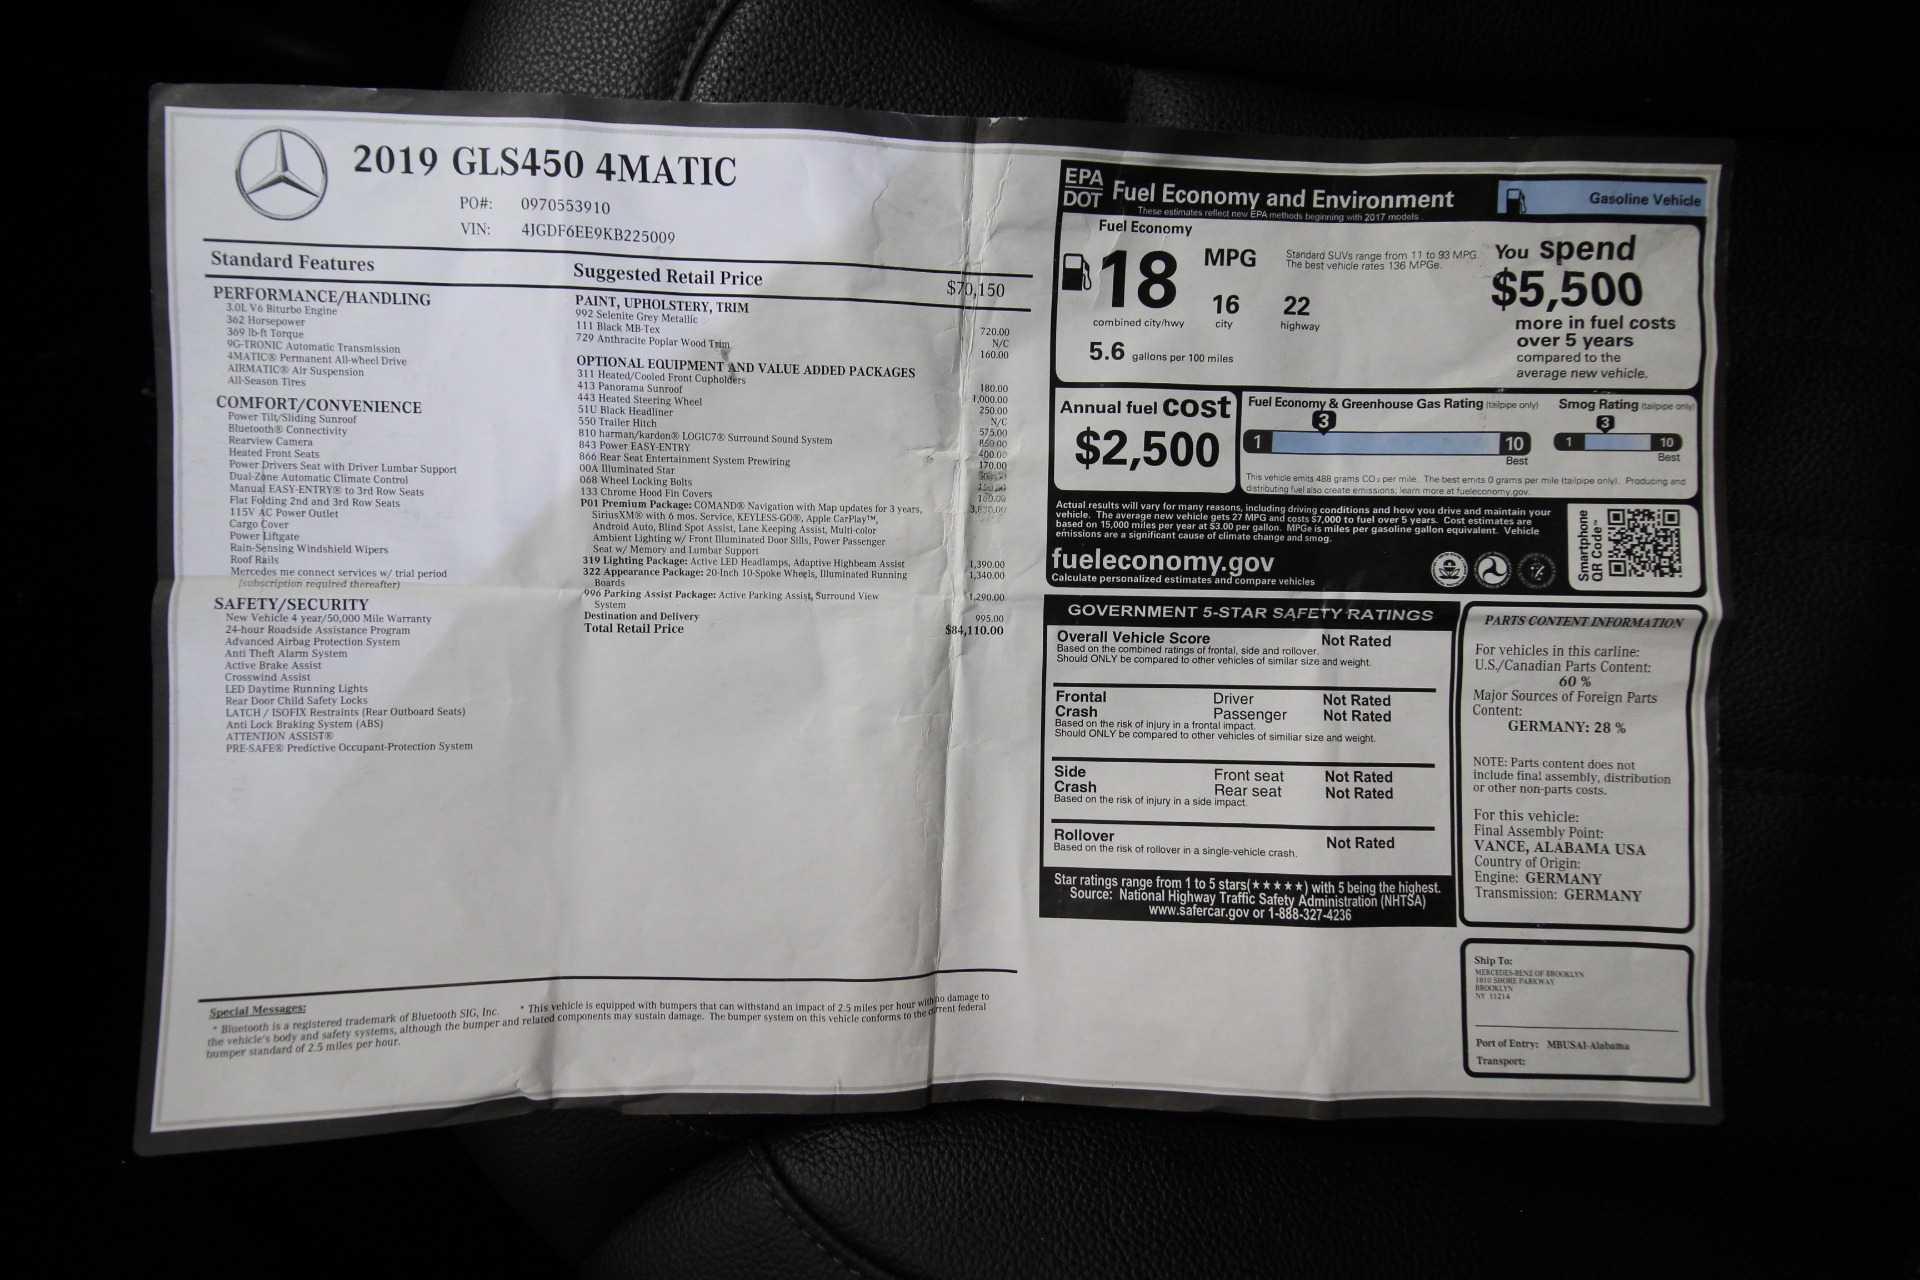 2019 GLS450 4MATIC
PO#: 0970553910
VIN: 4JGDF6EE9KB225009
Standard Features
PERFORMANCE/HANDLING
3.0L V6 Biturbo Engine
362 Horsepower
369 lb-ft Torque
9G-TRONIC Automatic Transmission
4MATIC® Permanent All-wheel Drive
AIRMATIC® Air Suspension
All-Season Tires
COMFORT/CONVENIENCE
Power Tilt/Sliding Sunroof
Bluetooth® Connectivity
Rearview Camera
Heated Front Seats
Power Drivers Seat with Driver Lumbar Support
Dual-Zone Automatic Climate Control
Manual EASY-ENTRY® to 3rd Row Seats
Flat Folding 2nd and 3rd Row Seats
115V AC Power Outlet
Cargo Cover
Power Liftgate
Rain-Sensing Windshield Wipers
Roof Rails
Mercedes me connect services w/ trial period
(subscription required thereafter)
SAFETY/SECURITY
New Vehicle 4 year/50,000 Mile Warranty
24-hour Roadside Assistance Program
Advanced Airbag Protection System
Anti Theft Alarm System
Active Brake Assist
Crosswind Assist
LED Daytime Running Lights
Rear Door Child Safety Locks
LATCH / ISOFIX Restraints (Rear Outboard Seats)
Anti Lock Braking System (ABS)
ATTENTION ASSIST®
PRE-SAFE® Predictive Occupant-Protection System
Suggested Retail Price $70,150
PAINT, UPHOLSTERY, TRIM
992 Selenite Grey Metallic 720.00
111 Black MB-Tex N/C
729 Anthracite Poplar Wood Trim 160.00
OPTIONAL EQUIPMENT AND VALUE ADDED PACKAGES
311 Heated/Cooled Front Cupholders 180.00
413 Panorama Sunroof 1,000.00
443 Heated Steering Wheel 250.00
51U Black Headliner N/C
550 Trailer Hitch 575.00
810 harman/kardon® LOGIC7® Surround Sound System 850.00
843 Power EASY-ENTRY 400.00
866 Rear Seat Entertainment System Prewiring 170.00
00A Illuminated Star
068 Wheel Locking Bolts 150.00
133 Chrome Hood Fin Covers 160.00
P01 Premium Package: COMAND® Navigation with Map updates for 3 years,
SiriusXM® with 6 mos. Service, KEYLESS-GO®, Apple CarPlay™,
Android Auto, Blind Spot Assist, Lane Keeping Assist, Multi-color
Ambient Lighting w/ Front Illuminated Door Sills, Power Passenger
Seat w/ Memory and Lumbar Support
319 Lighting Package: Active LED Headlamps, Adaptive Highbeam Assist 1,390.00
322 Appearance Package: 20-Inch 10-Spoke Wheels, Illuminated Running 1,340.00
Boards
996 Parking Assist Package: Active Parking Assist, Surround View 1,290.00
System
Destination and Delivery 995.00
Total Retail Price $84,110.00
Special Messages:
* Bluetooth is a registered trademark of Bluetooth SIG, Inc. * This vehicle is equipped with bumpers that can withstand an impact of 2.5 miles per hour with no damage to
the vehicle's body and safety systems, although the bumper and related components may sustain damage. The bumper system on this vehicle conforms to the current federal
bumper standard of 2.5 miles per hour.
EPA
DOT Fuel Economy and Environment
These estimates reflect new EPA methods beginning with 2017 models.
Gasoline Vehicle
Fuel Economy
18 MPG
combined city/hwy
16 city
22 highway
5.6 gallons per 100 miles
Standard SUVs range from 11 to 93 MPG.
The best vehicle rates 136 MPGe.
You spend
$5,500
more in fuel costs
over 5 years
compared to the
average new vehicle.
Annual fuel cost
$2,500
Fuel Economy & Greenhouse Gas Rating (tailpipe only)
3
1 10
Best
Smog Rating (tailpipe only)
3
1 10
Best
This vehicle emits 488 grams CO2 per mile. The best emits 0 grams per mile (tailpipe only). Producing and
distributing fuel also create emissions; learn more at fueleconomy.gov.
Actual results will vary for many reasons, including driving conditions and how you drive and maintain your
vehicle. The average new vehicle gets 27 MPG and costs $7,000 to fuel over 5 years. Cost estimates are
based on 15,000 miles per year at $3.00 per gallon. MPGe is miles per gasoline gallon equivalent. Vehicle
emissions are a significant cause of climate change and smog.
fueleconomy.gov
Calculate personalized estimates and compare vehicles
Smartphone
QR Code™
GOVERNMENT 5-STAR SAFETY RATINGS
Overall Vehicle Score Not Rated
Based on the combined ratings of frontal, side and rollover.
Should ONLY be compared to other vehicles of similar size and weight.
Frontal Driver Not Rated
Crash Passenger Not Rated
Based on the risk of injury in a frontal impact.
Should ONLY be compared to other vehicles of similiar size and weight.
Side Front seat Not Rated
Crash Rear seat Not Rated
Based on the risk of injury in a side impact.
Rollover Not Rated
Based on the risk of rollover in a single-vehicle crash.
Star ratings range from 1 to 5 stars(★★★★★) with 5 being the highest.
Source: National Highway Traffic Safety Administration (NHTSA)
www.safercar.gov or 1-888-327-4236
PARTS CONTENT INFORMATION
For vehicles in this carline:
U.S./Canadian Parts Content:
60 %
Major Sources of Foreign Parts
Content:
GERMANY: 28 %
NOTE: Parts content does not
include final assembly, distribution
or other non-parts costs.
For this vehicle:
Final Assembly Point:
VANCE, ALABAMA USA
Country of Origin:
Engine: GERMANY
Transmission: GERMANY
Ship To:
MERCEDES-BENZ OF BROOKLYN
1810 SHORE PARKWAY
BROOKLYN
NY 11214
Port of Entry: MBUSAI-Alabama
Transport: